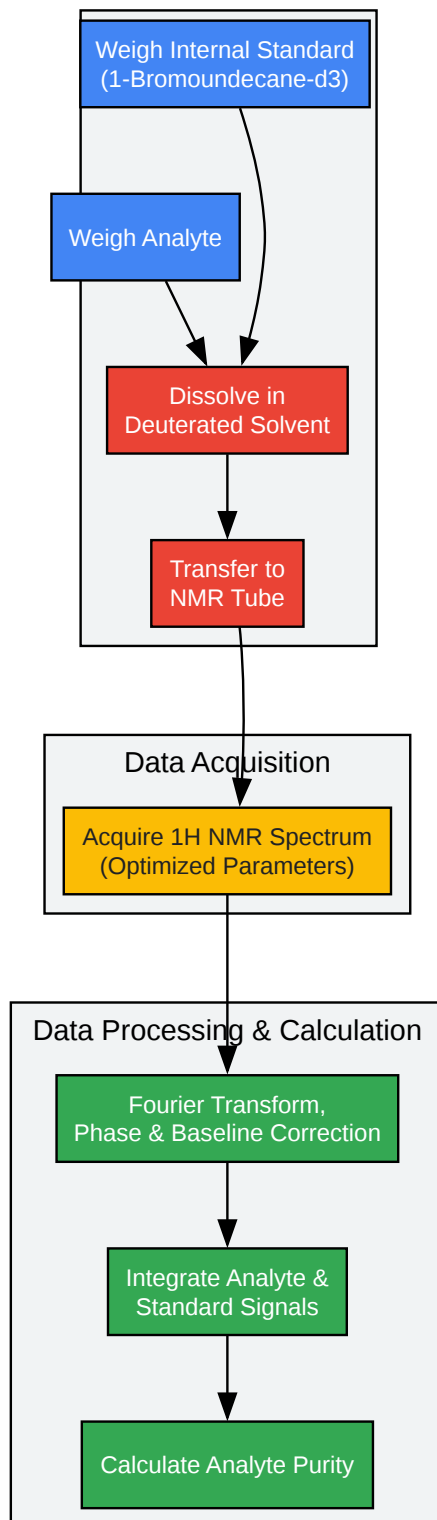 Weigh Internal Standard
(1-Bromoundecane-d3)
Weigh Analyte
Dissolve in
Deuterated Solvent
Transfer to
NMR Tube
Data Acquisition
Acquire 1H NMR Spectrum
(Optimized Parameters)
Data Processing & Calculation
Fourier Transform,
Phase & Baseline Correction
Integrate Analyte &
Standard Signals
Calculate Analyte Purity